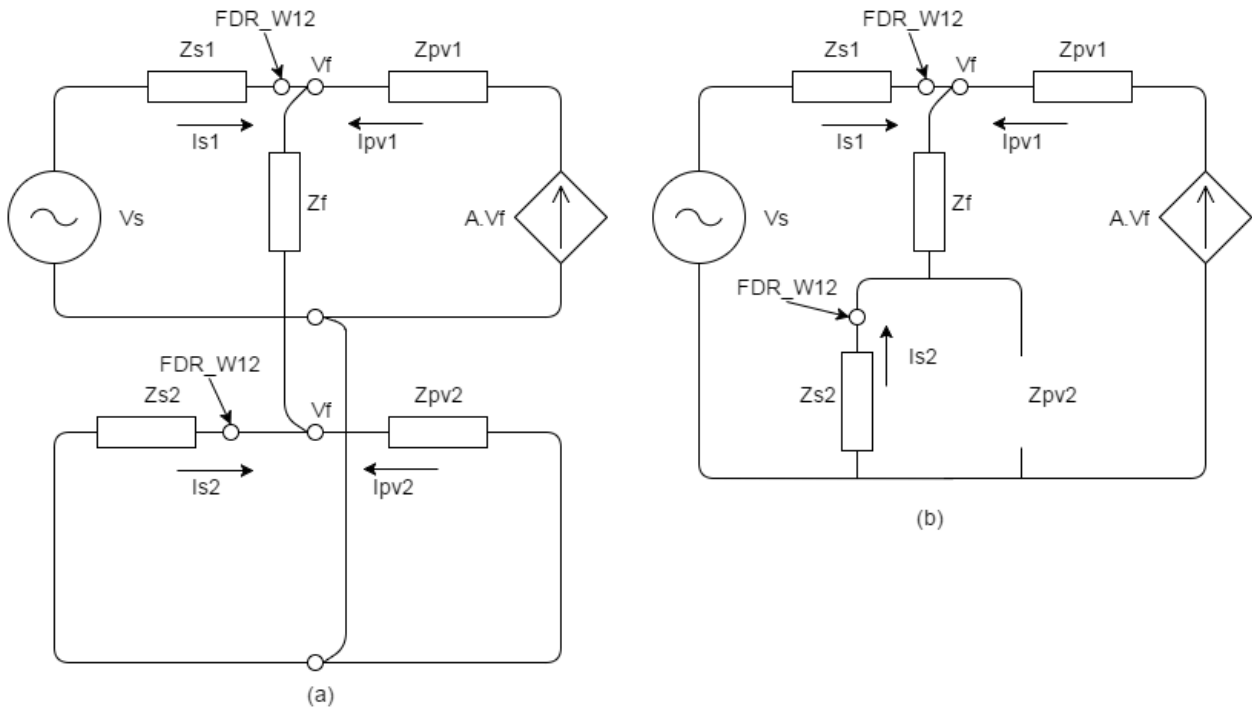 FDR_W12
Zs1
Vf
Zpv1
Is1
Ipv1
Vs
Zf
A.Vf
FDR_W12
Zs2
Vf
Zpv2
Is2
Ipv2
(a)
FDR_W12
Zs1
Vf
Zpv1
Is1
Ipv1
Vs
Zf
A.Vf
FDR_W12
Is2
Zs2
Zpv2
(b)